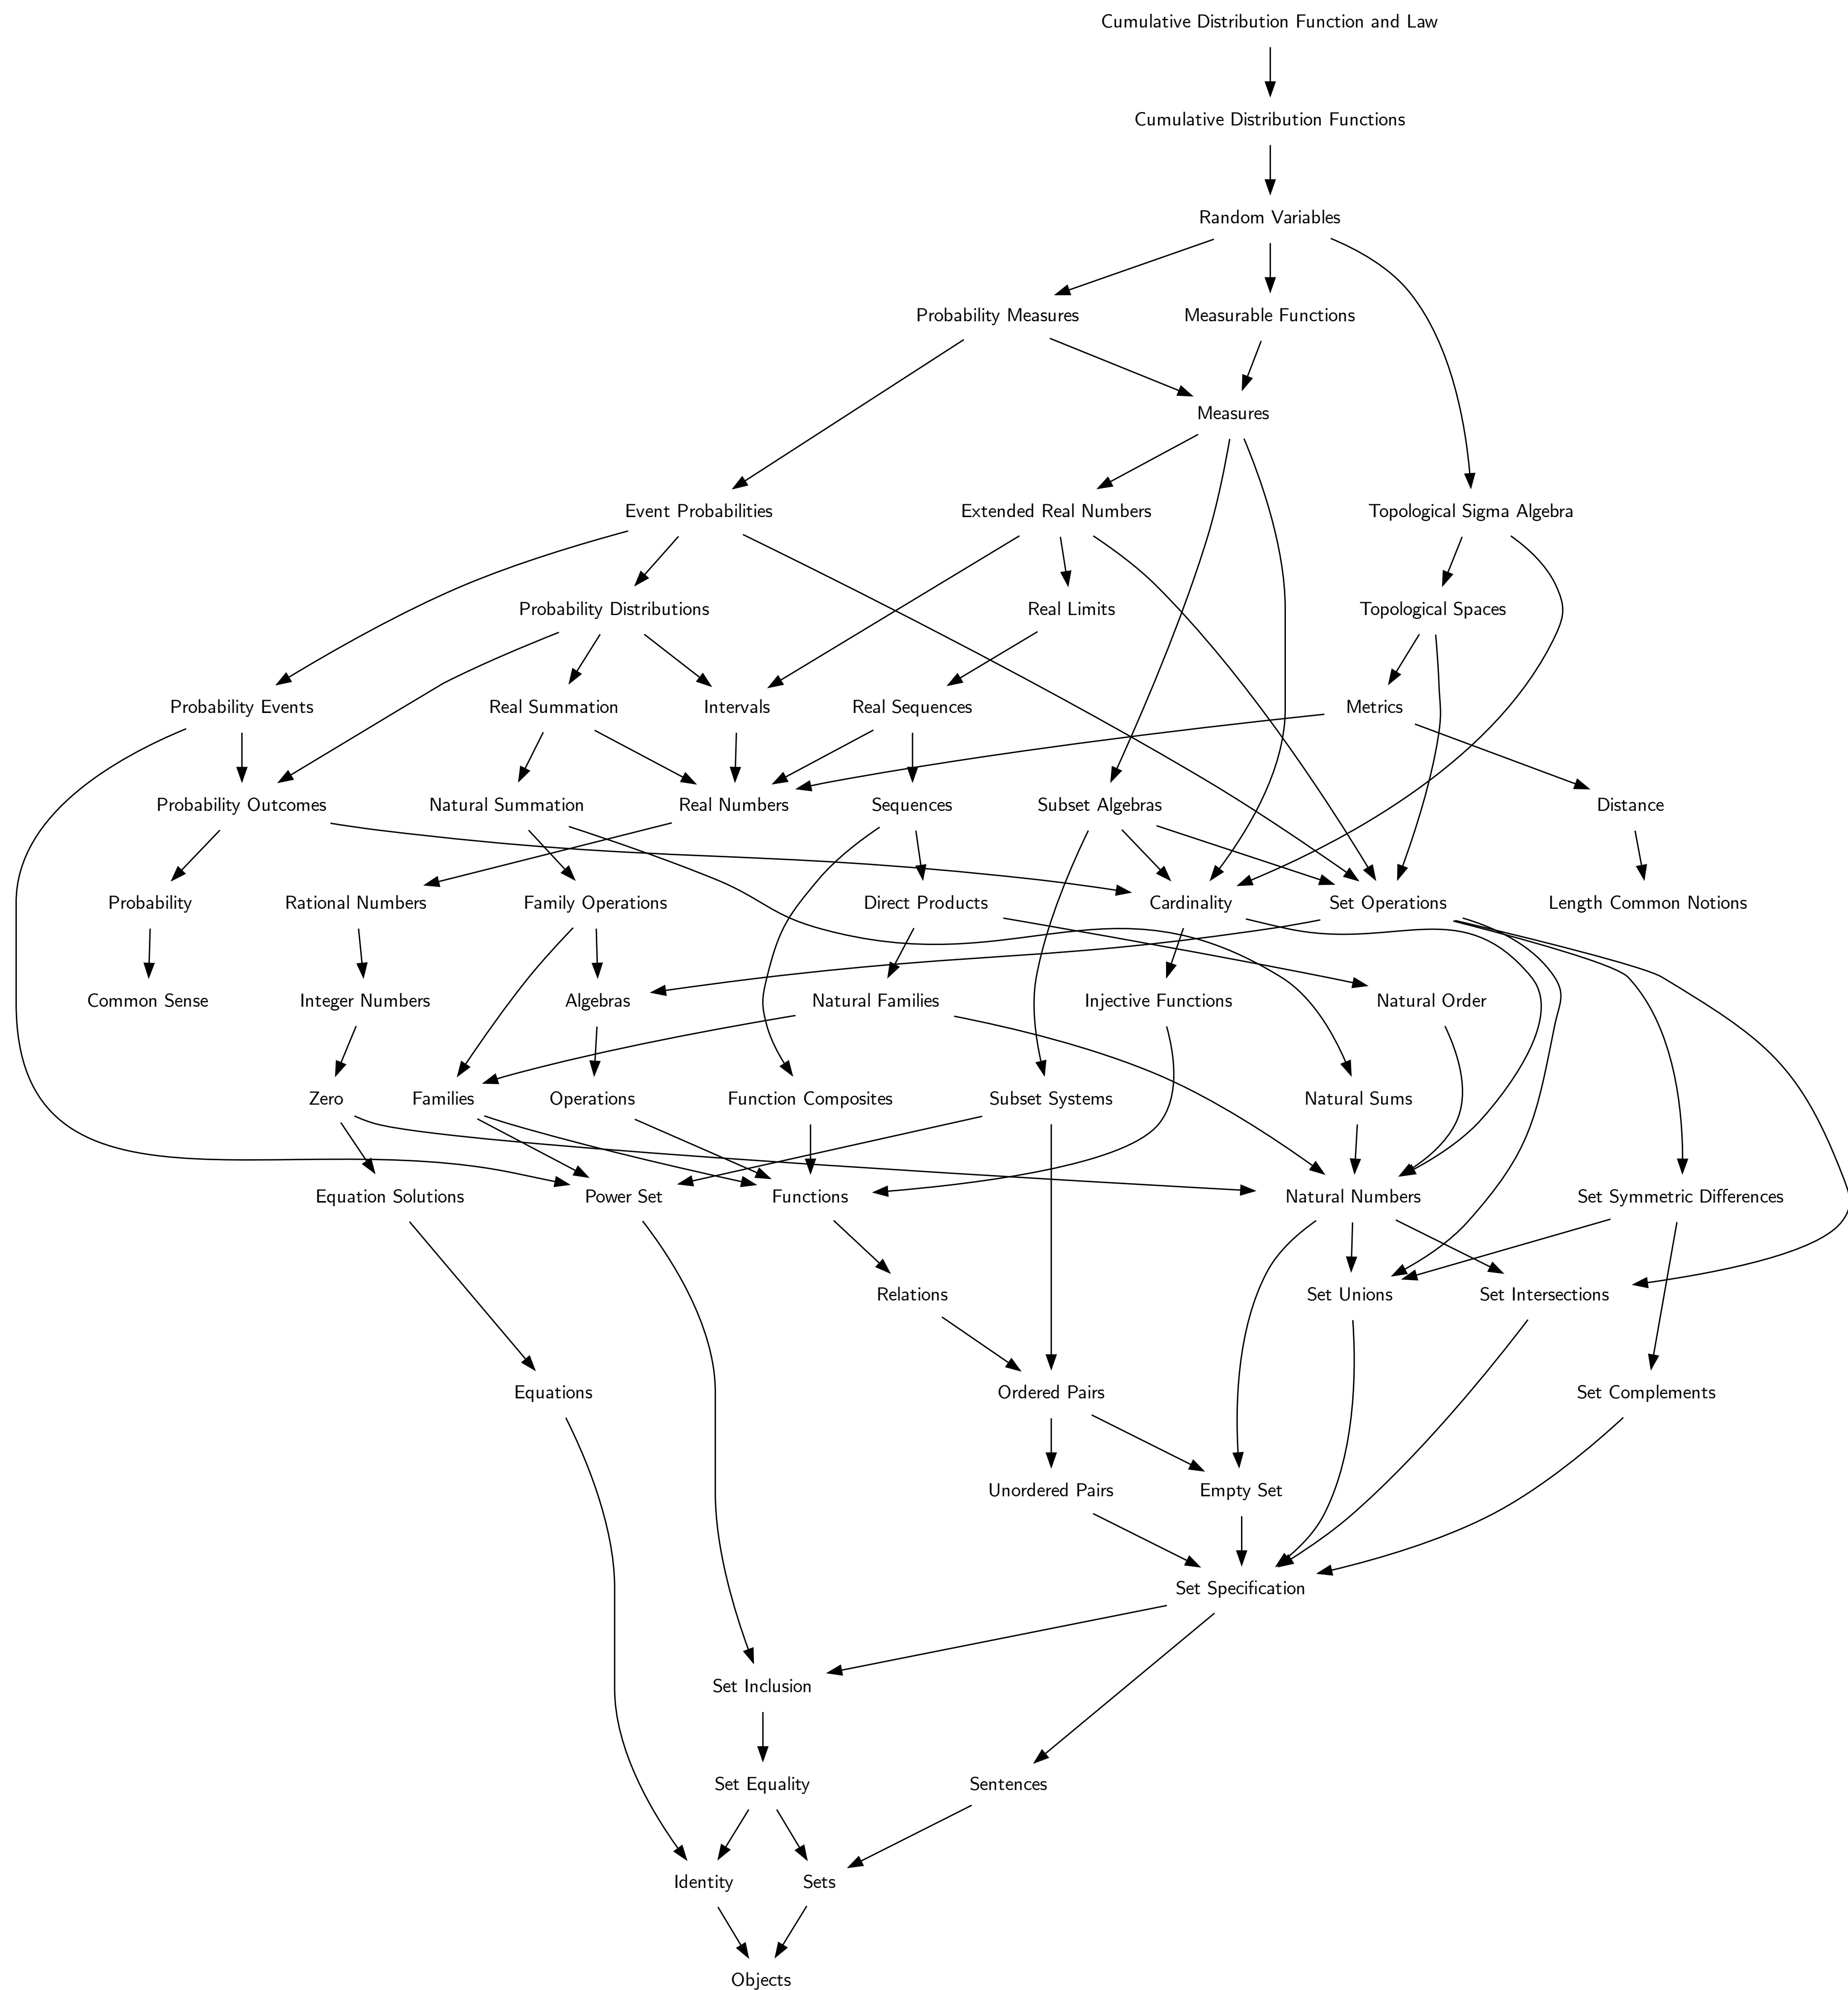 Cumulative Distribution Function and Law
Cumulative Distribution Functions
Random Variables
Probability Measures
Measurable Functions
Measures
Event Probabilities
Extended Real Numbers
Topological Sigma Algebra
Probability Distributions
Real Limits
Topological Spaces
Probability Events
Real Summation
Intervals
Real Sequences
Metrics
Probability Outcomes
Natural Summation
Real Numbers
Sequences
Subset Algebras
Distance
Probability
Rational Numbers
Family Operations
Direct Products
Cardinality
Set Operations
Length Common Notions
Common Sense
Integer Numbers
Algebras
Natural Families
Injective Functions
Natural Order
Zero
Families
Operations
Function Composites
Subset Systems
Natural Sums
Equation Solutions
Power Set
Functions
Natural Numbers
Set Symmetric Differences
Relations
Set Unions
Set Intersections
Equations
Ordered Pairs
Set Complements
Unordered Pairs
Empty Set
Set Specification
Set Inclusion
Set Equality
Sentences
Identity
Sets
Objects